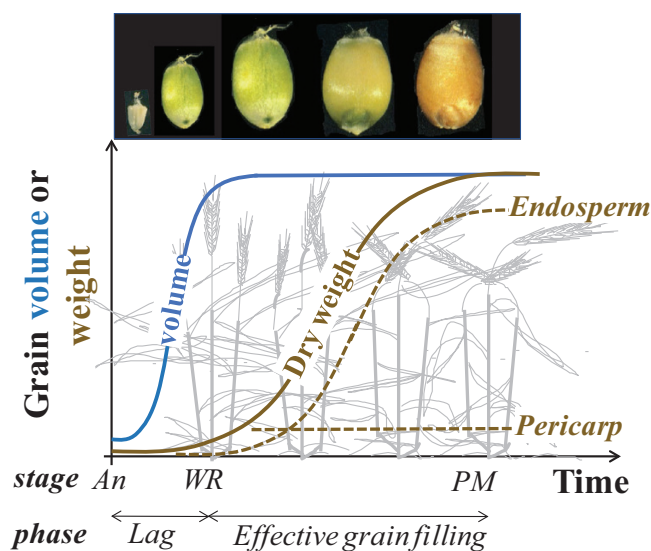 Grain volume or
weight
volume
Dry weight
Endosperm
Pericarp
stage An WR PM Time
phase Lag Effective grain filling